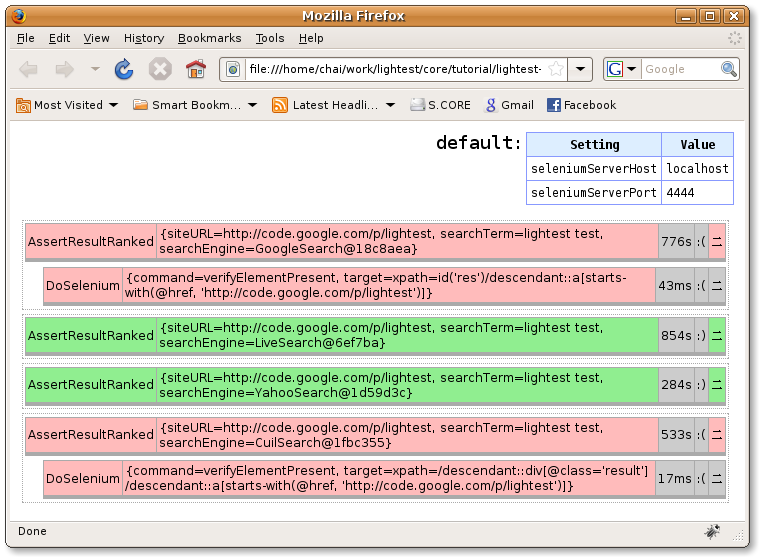 Mozilla Firefox
File Edit View History Bookmarks Tools Help
file:///home/chai/work/lightest/core/tutorial/lightest-
Google
Most Visited Smart Bookm... Latest Headli... S.CORE Gmail Facebook
default:
Setting Value
seleniumServerHost localhost
seleniumServerPort 4444
AssertResultRanked {siteURL=http://code.google.com/p/lightest, searchTerm=lightest test,
searchEngine=GoogleSearch@18c8aea} 776s :(
DoSelenium {command=verifyElementPresent, target=xpath=id('res')/descendant::a[starts-
with(@href, 'http://code.google.com/p/lightest')]} 43ms :(
AssertResultRanked {siteURL=http://code.google.com/p/lightest, searchTerm=lightest test,
searchEngine=LiveSearch@6ef7ba} 854s :)
AssertResultRanked {siteURL=http://code.google.com/p/lightest, searchTerm=lightest test,
searchEngine=YahooSearch@1d59d3c} 284s :)
AssertResultRanked {siteURL=http://code.google.com/p/lightest, searchTerm=lightest test,
searchEngine=CuilSearch@1fbc355} 533s :(
DoSelenium {command=verifyElementPresent, target=xpath=/descendant::div[@class='result']
/descendant::a[starts-with(@href, 'http://code.google.com/p/lightest')]} 17ms :(
Done